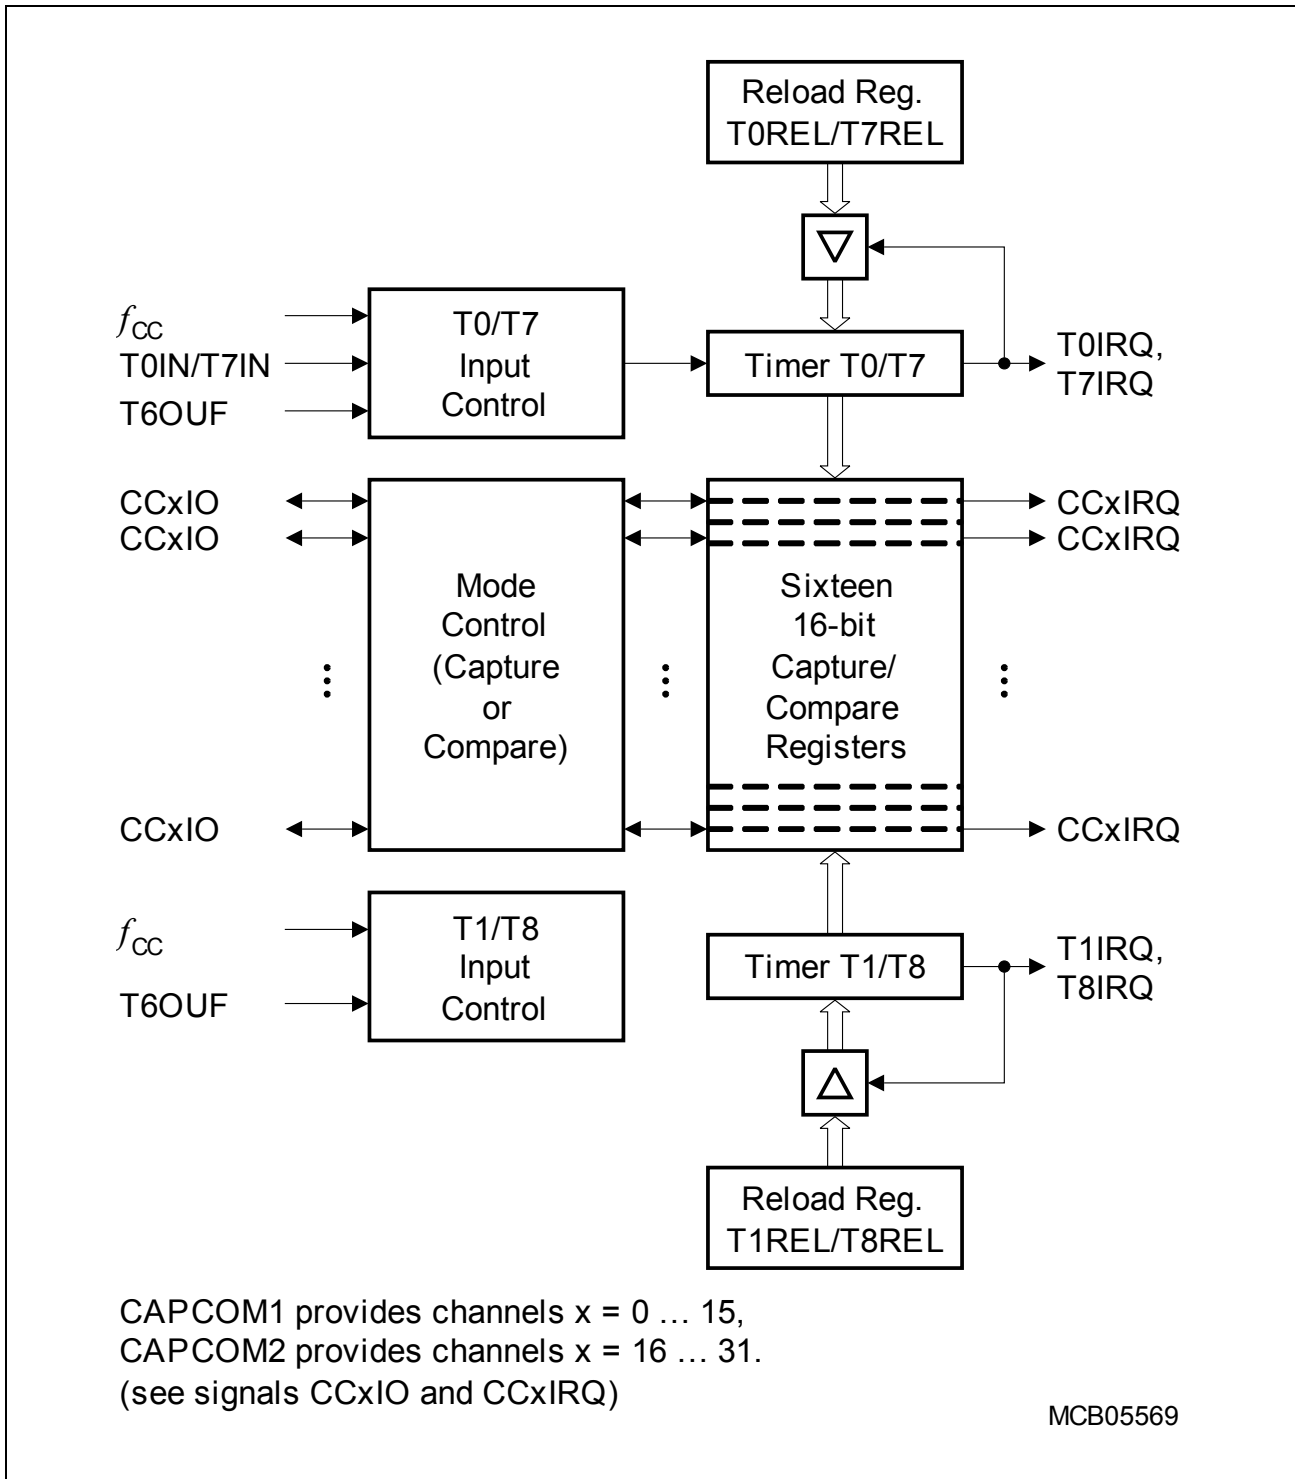 Reload Reg.
T0REL/T7REL
f CC
T0IN/T7IN
T6OUF
T0/T7
Input
Control
Timer T0/T7
T0IRQ,
T7IRQ
CCxIO
CCxIO
CCxIO
Mode
Control
(Capture
or
Compare)
Sixteen
16-bit
Capture/
Compare
Registers
CCxIRQ
CCxIRQ
CCxIRQ
f CC
T6OUF
T1/T8
Input
Control
Timer T1/T8
T1IRQ,
T8IRQ
Reload Reg.
T1REL/T8REL
CAPCOM1 provides channels x = 0 … 15,
CAPCOM2 provides channels x = 16 … 31.
(see signals CCxIO and CCxIRQ)
MCB05569